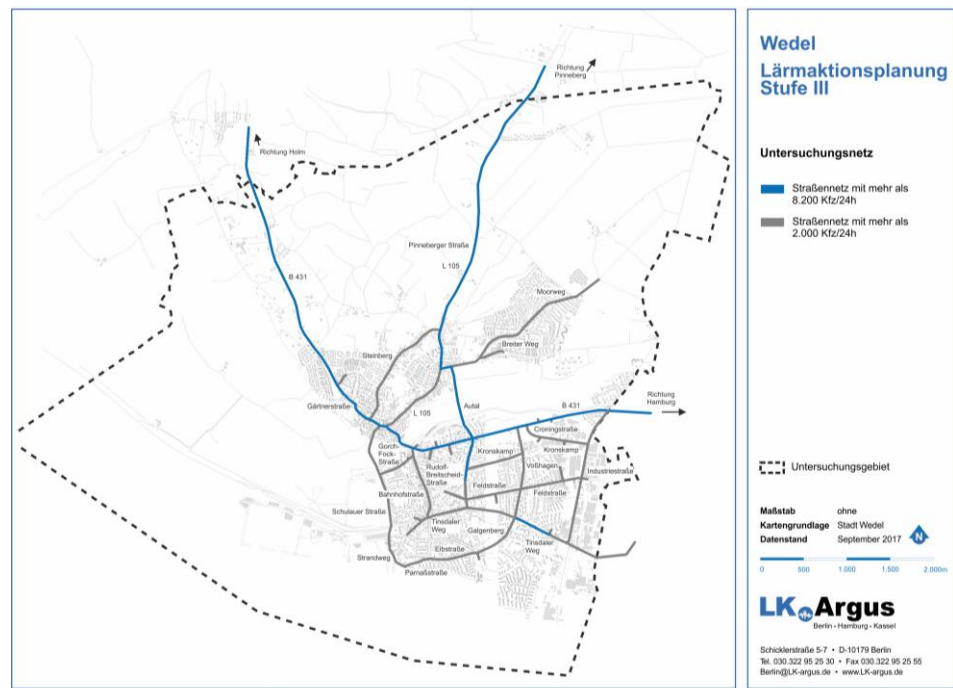 Richtung
Pinneberg
Richtung Holm
Pinneberger Straße
L 105
B 431
Moorweg
Breiter Weg
Steinberg
Gärtnerstraße
L 105
Autal
B 431
Richtung
Hamburg
Croningstraße
Gorch-
Fock-
Straße
Rudolf-
Breitscheid-
Straße
Kronskamp
Kronskamp
Voßhagen
Industriestraße
Bahnhofstraße
Feldstraße
Feldstraße
Schulauer Straße
Tinsdaler
Weg
Galgenberg
Tinsdaler
Weg
Elbstraße
Strandweg
Parnaßstraße
Wedel
Lärmaktionsplanung
Stufe III
Untersuchungsnetz
Straßennetz mit mehr als
8.200 Kfz/24h
Straßennetz mit mehr als
2.000 Kfz/24h
Untersuchungsgebiet
Maßstab ohne
Kartengrundlage Stadt Wedel
Datenstand September 2017
N
0 500 1.000 1.500 2.000m
LK Argus
Berlin • Hamburg • Kassel
Schicklerstraße 5-7 • D-10179 Berlin
Tel. 030.322 95 25 30 • Fax 030.322 95 25 55
Berlin@LK-argus.de • www.LK-argus.de